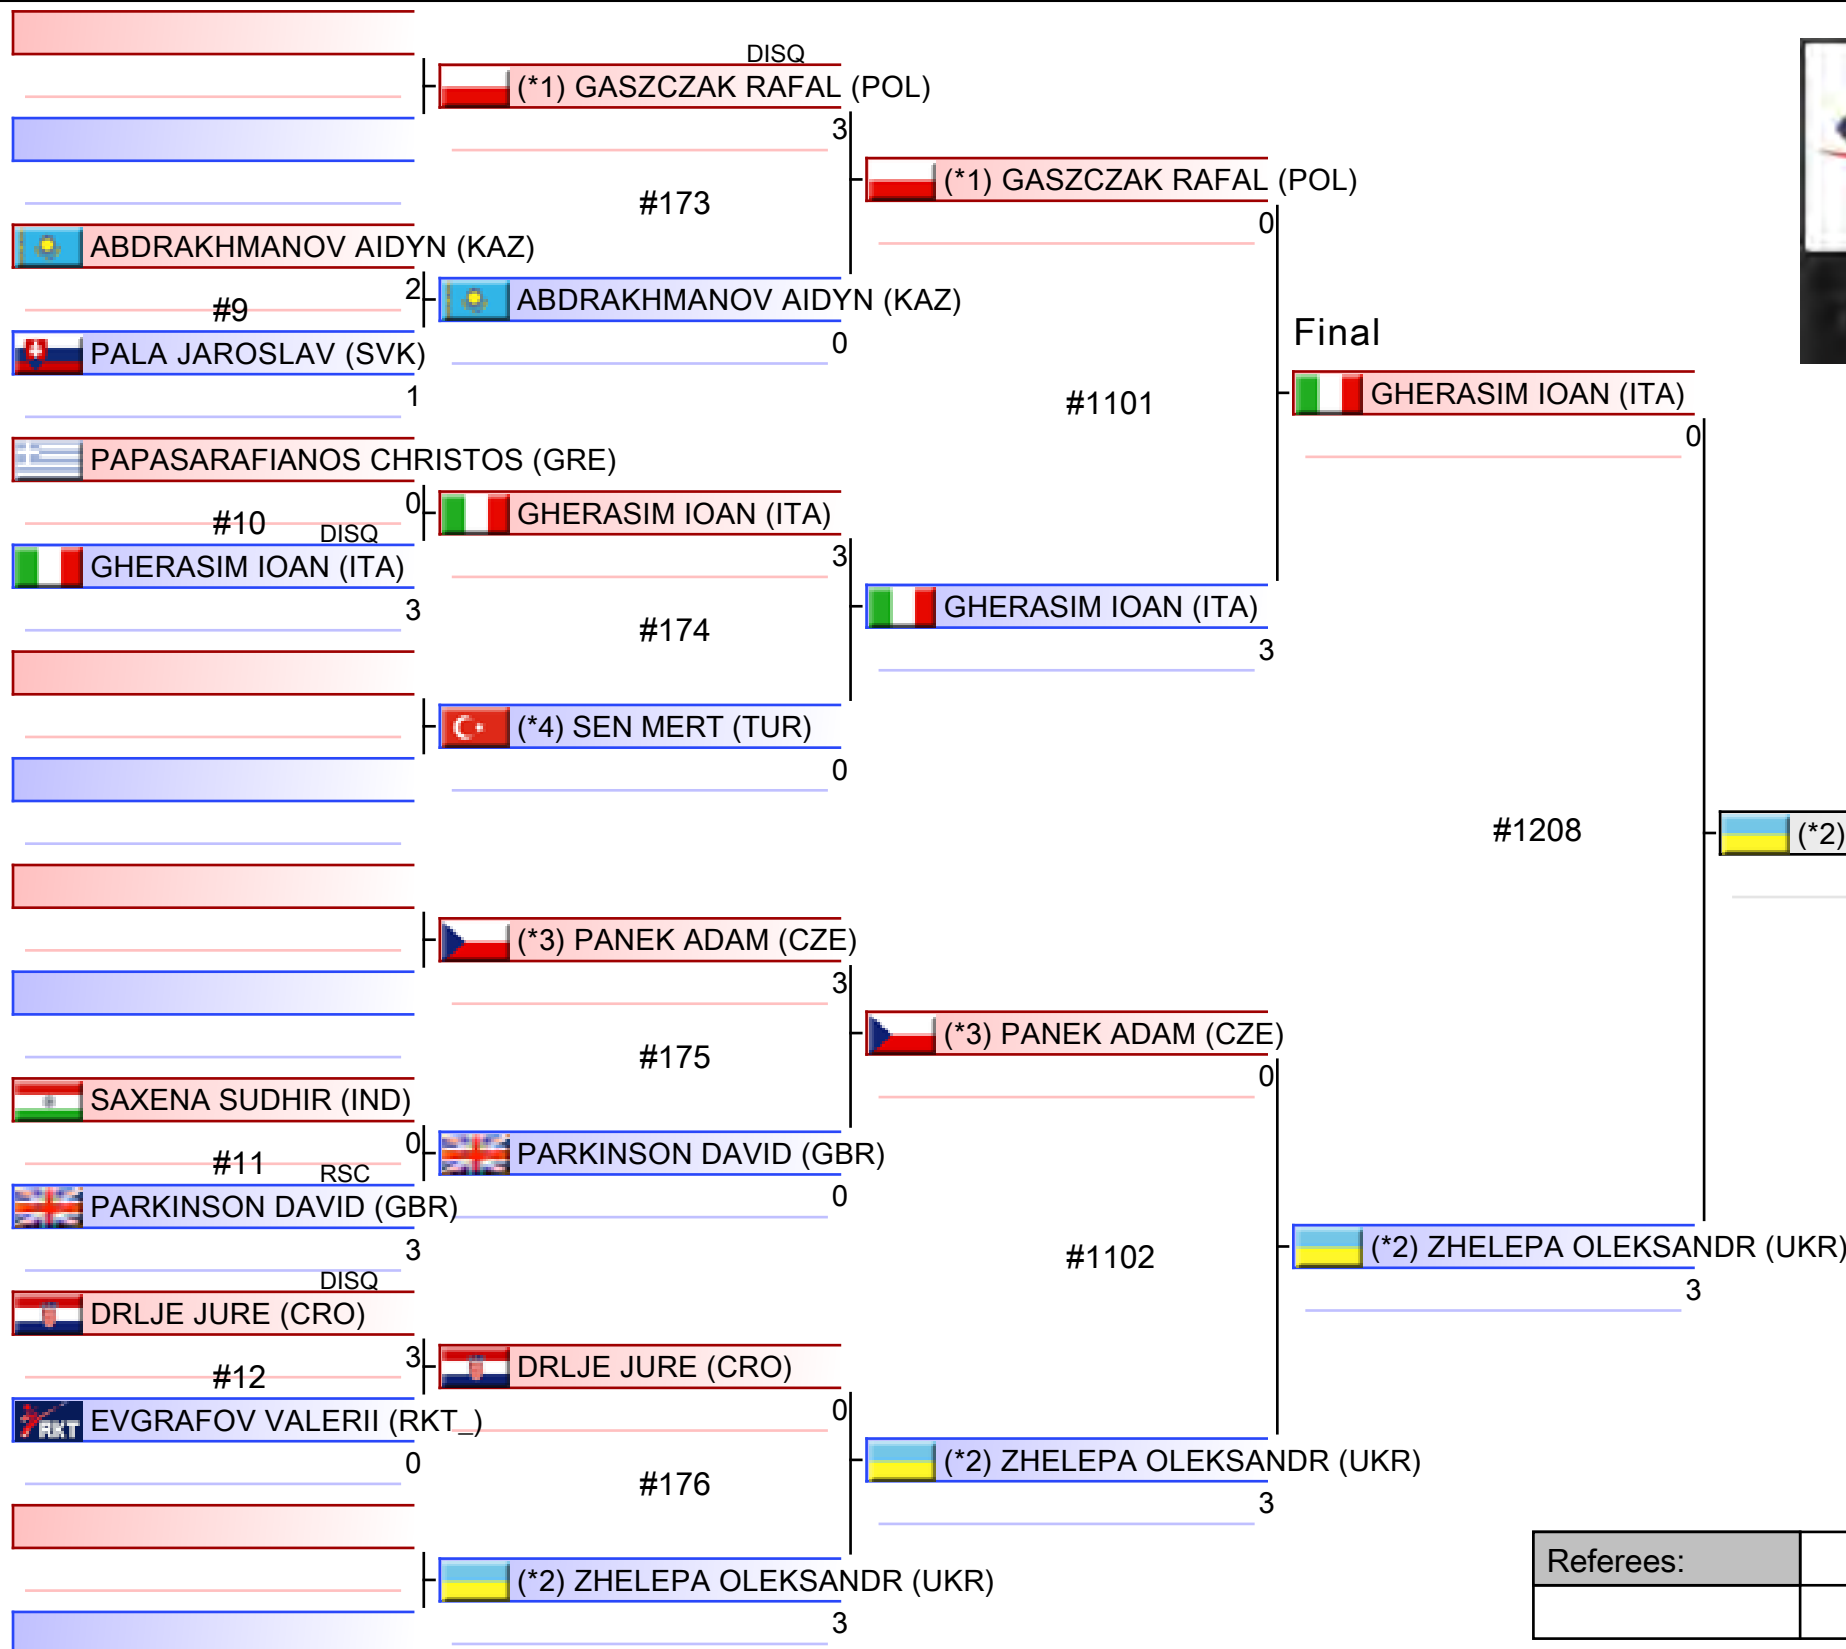 DISQ
(*1) GASZCZAK RAFAL (POL)
3
(*1) GASZCZAK RAFAL (POL)
#173
0
ABDRAKHMANOV AIDYN (KAZ)
2
#9
ABDRAKHMANOV AIDYN (KAZ)
Final
0
PALA JAROSLAV (SVK)
1
#1101
GHERASIM IOAN (ITA)
0
PAPASARAFIANOS CHRISTOS (GRE)
0
#10
DISQ
GHERASIM IOAN (ITA)
3
GHERASIM IOAN (ITA)
3
GHERASIM IOAN (ITA)
#174
3
(*4) SEN MERT (TUR)
0
#1208
(*2)
(*3) PANEK ADAM (CZE)
3
(*3) PANEK ADAM (CZE)
#175
0
SAXENA SUDHIR (IND)
0
#11
RSC
PARKINSON DAVID (GBR)
0
PARKINSON DAVID (GBR)
3
#1102
(*2) ZHELEPA OLEKSANDR (UKR)
3
DISQ
DRLJE JURE (CRO)
3
#12
DRLJE JURE (CRO)
0
EVGRAFOV VALERII (RKT_)
RKT
0
(*2) ZHELEPA OLEKSANDR (UKR)
#176
3
Referees:
(*2) ZHELEPA OLEKSANDR (UKR)
3